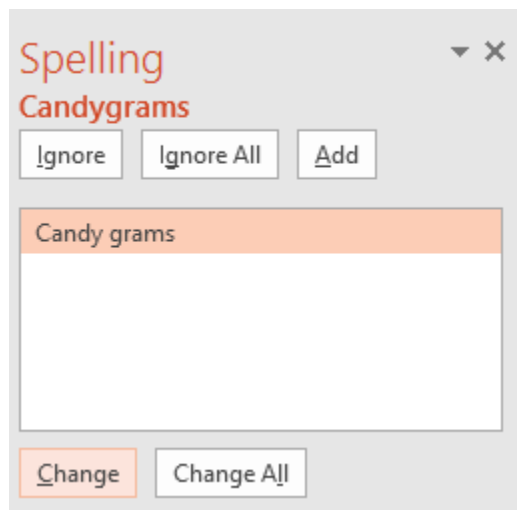 Spelling
Candygrams
Ignore Ignore All Add
Candy grams
Change Change All